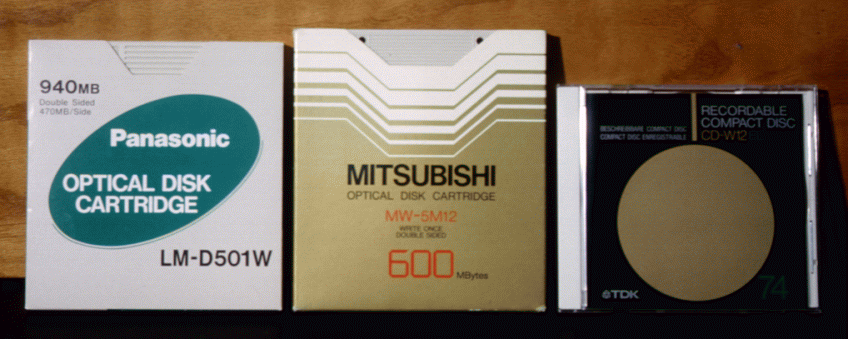 940MB
Double Sided
470MB/Side
Panasonic
OPTICAL DISK
CARTRIDGE
LM-D501W
MITSUBISHI
OPTICAL DISK CARTRIDGE
MW-5M12
WRITE ONCE
DOUBLE SIDED
600 MBytes
RECORDABLE
COMPACT DISC
CD-W12
BESCHREIBBARE COMPACT DISC
COMPACT DISC ENREGISTRABLE
TDK
74